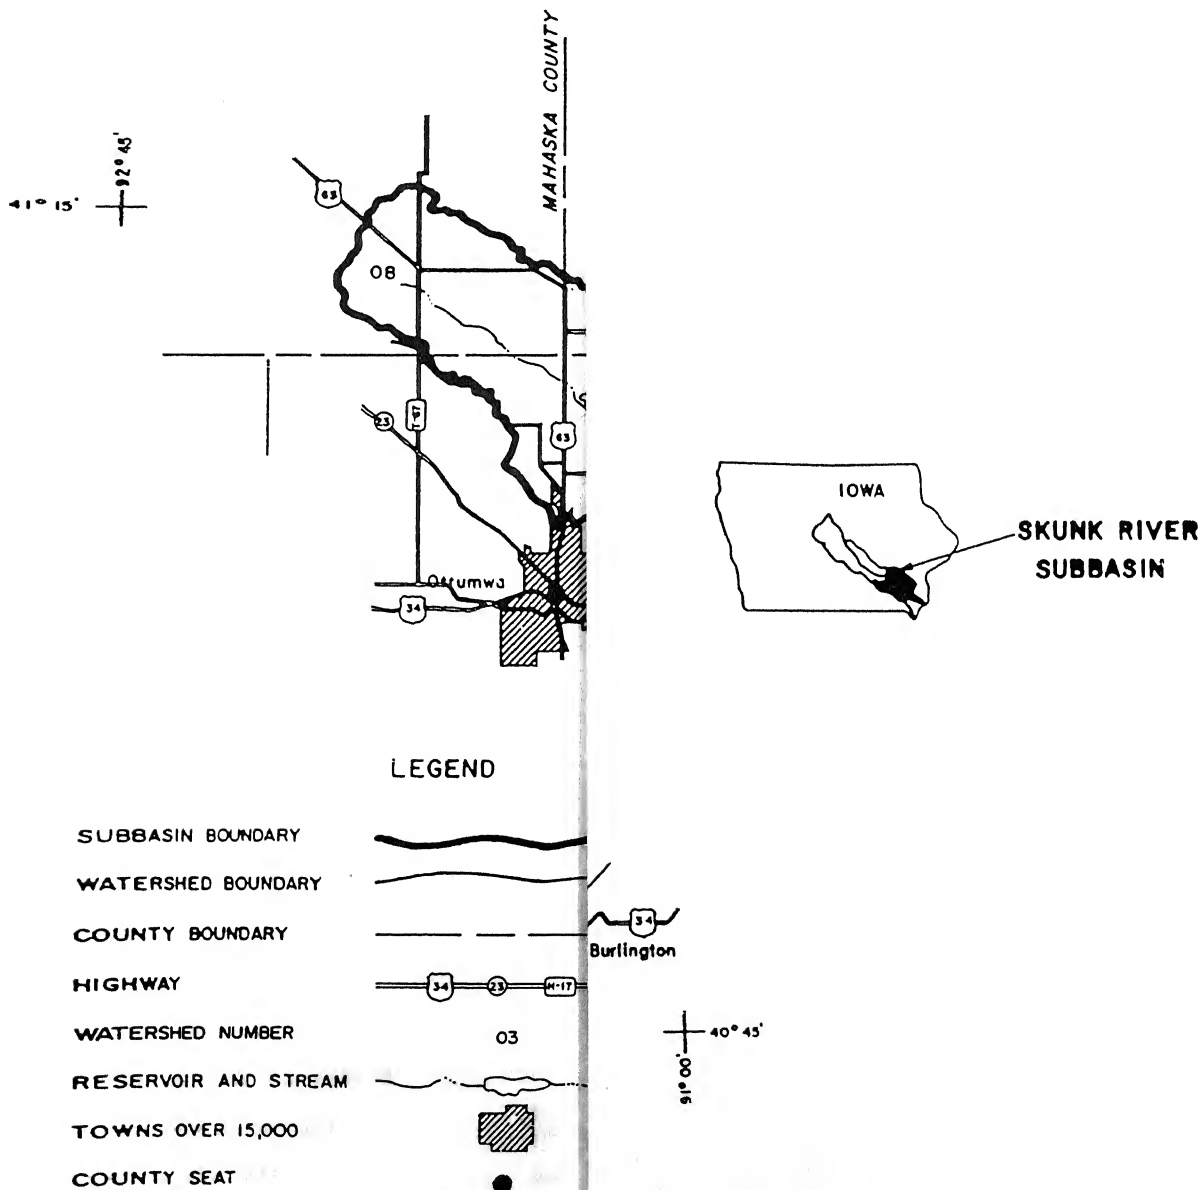 MAHASKA COUNTY
92° 45'
41° 15'
63
08
T-67
23
63
Ottumwa
34
IOWA
SKUNK RIVER
SUBBASIN
LEGEND
SUBBASIN BOUNDARY
WATERSHED BOUNDARY
COUNTY BOUNDARY
34
Burlington
HIGHWAY
34
23
H-17
WATERSHED NUMBER
03
40° 45'
91° 00'
RESERVOIR AND STREAM
TOWNS OVER 15,000
COUNTY SEAT